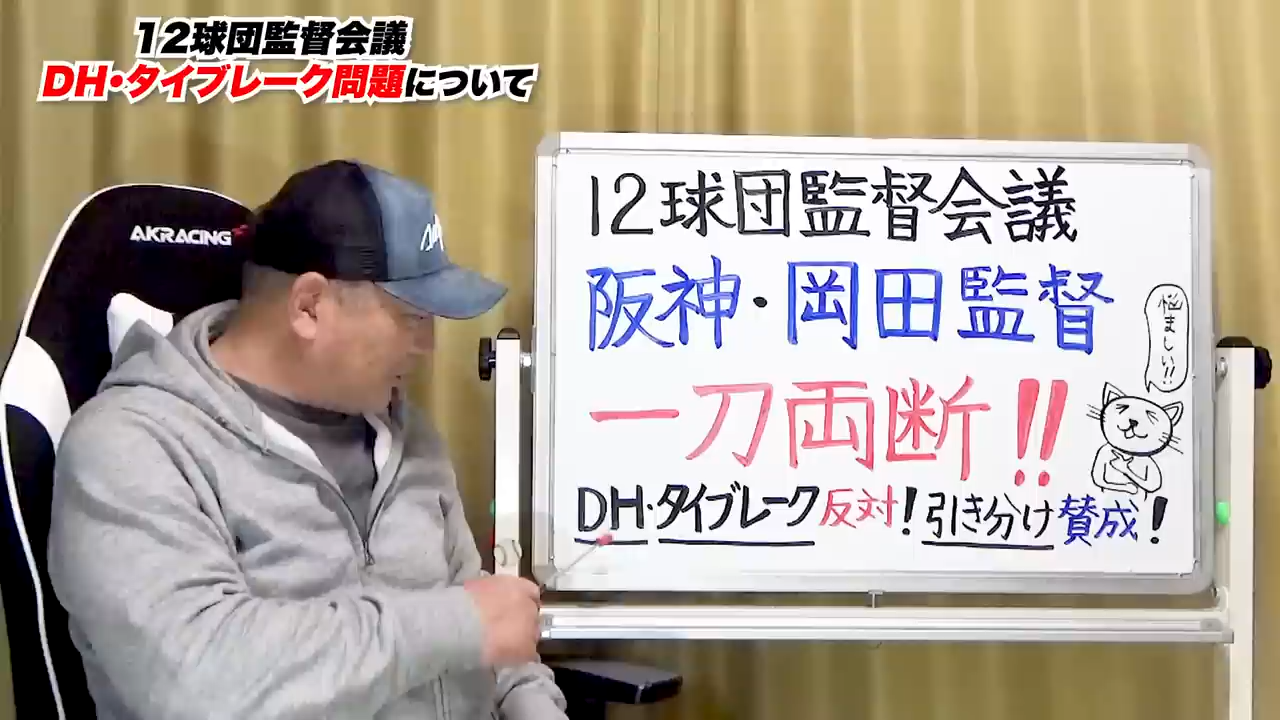 12球団監督会議
DH・タイブレーク問題について
AKRACING
12球団監督会議
阪神・岡田監督
一刀両断!!
悩ましい!!
DH・タイブレーク反対！引き分け賛成！